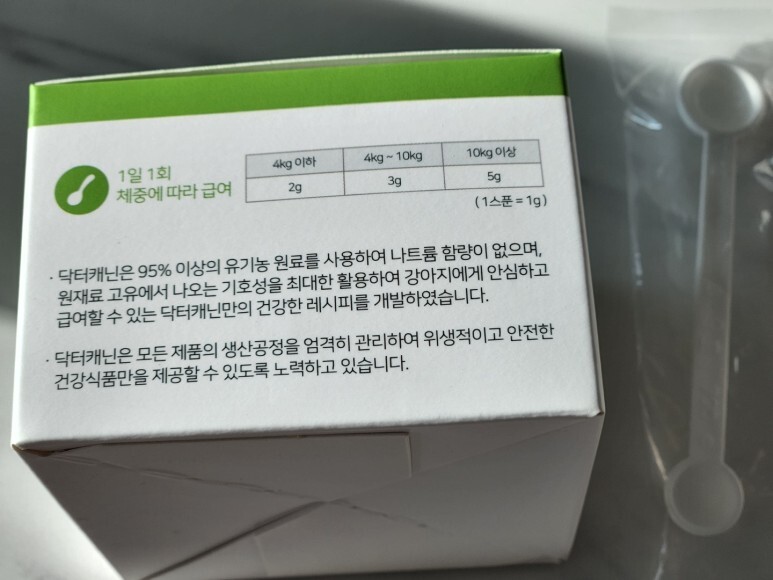 1일 1회
체중에 따라 급여
4kg 이하 4kg ~ 10kg 10kg 이상
2g 3g 5g
( 1스푼 = 1g )
· 닥터캐닌은 95% 이상의 유기농 원료를 사용하여 나트륨 함량이 없으며,
원재료 고유에서 나오는 기호성을 최대한 활용하여 강아지에게 안심하고
급여할 수 있는 닥터캐닌만의 건강한 레시피를 개발하였습니다.
· 닥터캐닌은 모든 제품의 생산공정을 엄격히 관리하여 위생적이고 안전한
건강식품만을 제공할 수 있도록 노력하고 있습니다.